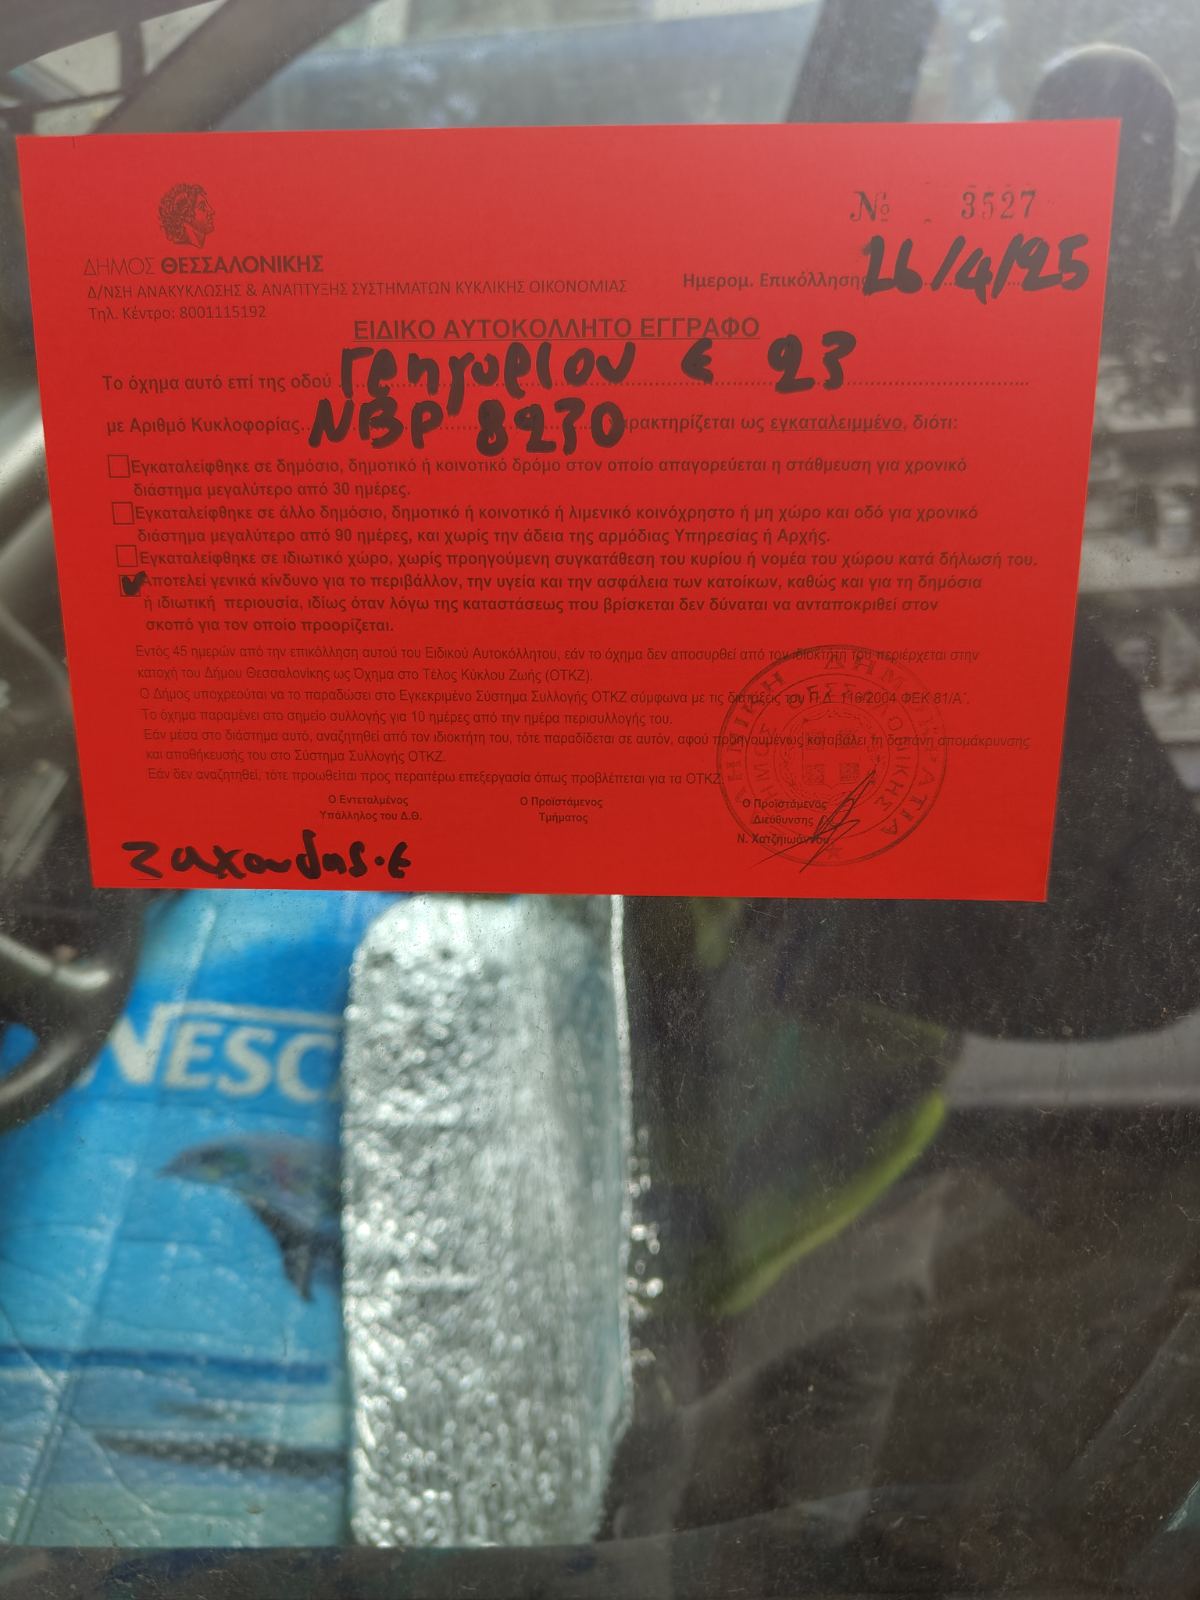 Νο 3527
ΔΗΜΟΣ ΘΕΣΣΑΛΟΝΙΚΗΣ
Δ/ΝΣΗ ΑΝΑΚΥΚΛΩΣΗΣ & ΑΝΑΠΤΥΞΗΣ ΣΥΣΤΗΜΑΤΩΝ ΚΥΚΛΙΚΗΣ ΟΙΚΟΝΟΜΙΑΣ
Ημερομ. Επικόλλησης 26/4/25
Τηλ. Κέντρο: 8001115192
ΕΙΔΙΚΟ ΑΥΤΟΚΟΛΛΗΤΟ ΕΓΓΡΑΦΟ
Το όχημα αυτό επί της οδού Γρηγορίου Ε 23
με Αριθμό Κυκλοφορίας NBP 8230 χαρακτηρίζεται ως εγκαταλειμμένο, διότι:
Εγκαταλείφθηκε σε δημόσιο, δημοτικό ή κοινοτικό δρόμο στον οποίο απαγορεύεται η στάθμευση για χρονικό
διάστημα μεγαλύτερο από 30 ημέρες.
Εγκαταλείφθηκε σε άλλο δημόσιο, δημοτικό ή κοινοτικό ή λιμενικό κοινόχρηστο ή μη χώρο και οδό για χρονικό
διάστημα μεγαλύτερο από 90 ημέρες, και χωρίς την άδεια της αρμόδιας Υπηρεσίας ή Αρχής.
Εγκαταλείφθηκε σε ιδιωτικό χώρο, χωρίς προηγούμενη συγκατάθεση του κυρίου ή νομέα του χώρου κατά δήλωσή του.
Αποτελεί γενικά κίνδυνο για το περιβάλλον, την υγεία και την ασφάλεια των κατοίκων, καθώς και για τη δημόσια
ή ιδιωτική περιουσία, ιδίως όταν λόγω της καταστάσεως που βρίσκεται δεν δύναται να ανταποκριθεί στον
σκοπό για τον οποίο προορίζεται.
Εντός 45 ημερών από την επικόλληση αυτού του Ειδικού Αυτοκόλλητου, εάν το όχημα δεν αποσυρθεί από τον ιδιοκτήτη του περιέρχεται στην
κατοχή του Δήμου Θεσσαλονίκης ως Όχημα στο Τέλος Κύκλου Ζωής (ΟΤΚΖ).
Ο Δήμος υποχρεούται να το παραδώσει στο Εγκεκριμένο Σύστημα Συλλογής ΟΤΚΖ σύμφωνα με τις διατάξεις του Π.Δ. 116/2004 ΦΕΚ 81/Α΄.
Το όχημα παραμένει στο σημείο συλλογής για 10 ημέρες από την ημέρα περισυλλογής του.
Εάν μέσα στο διάστημα αυτό, αναζητηθεί από τον ιδιοκτήτη του, τότε παραδίδεται σε αυτόν, αφού προηγουμένως καταβάλει τη δαπάνη απομάκρυνσης
και αποθήκευσής του στο Σύστημα Συλλογής ΟΤΚΖ.
Εάν δεν αναζητηθεί, τότε προωθείται προς περαιτέρω επεξεργασία όπως προβλέπεται για τα ΟΤΚΖ.
Ο Εντεταλμένος
Υπάλληλος του Δ.Θ.
Ο Προϊστάμενος
Τμήματος
Ο Προϊστάμενος
Διεύθυνσης
Ν. Χατζηιωάννου
ΕΛΛΗΝΙΚΗ ΔΗΜΟΚΡΑΤΙΑ
ΔΗΜΟΣ ΘΕΣΣΑΛΟΝΙΚΗΣ
NESC